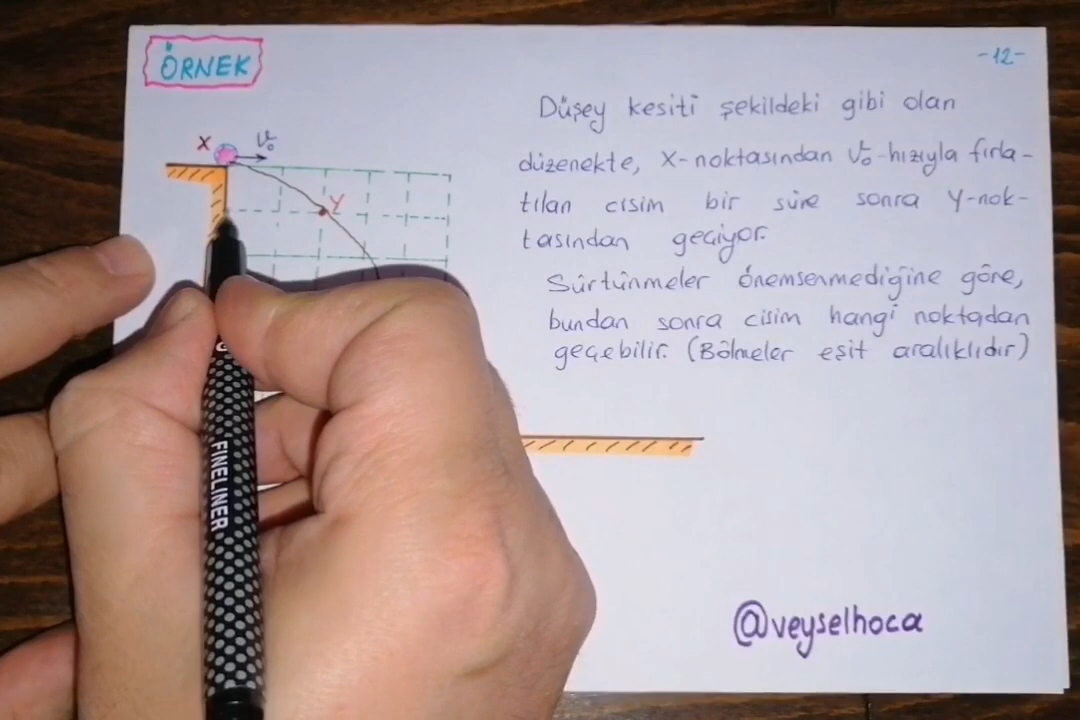 ÖRNEK
-12-
X
V₀
Y
Düşey kesiti şekildeki gibi olan
düzenekte, X-noktasından V₀-hızıyla fırla-
tılan cisim bir süre sonra Y-nok-
tasından geçiyor.
Sürtünmeler önemsenmediğine göre,
bundan sonra cisim hangi noktadan
geçebilir. (Bölmeler eşit aralıklıdır)
FINELINER
@veyselhoca